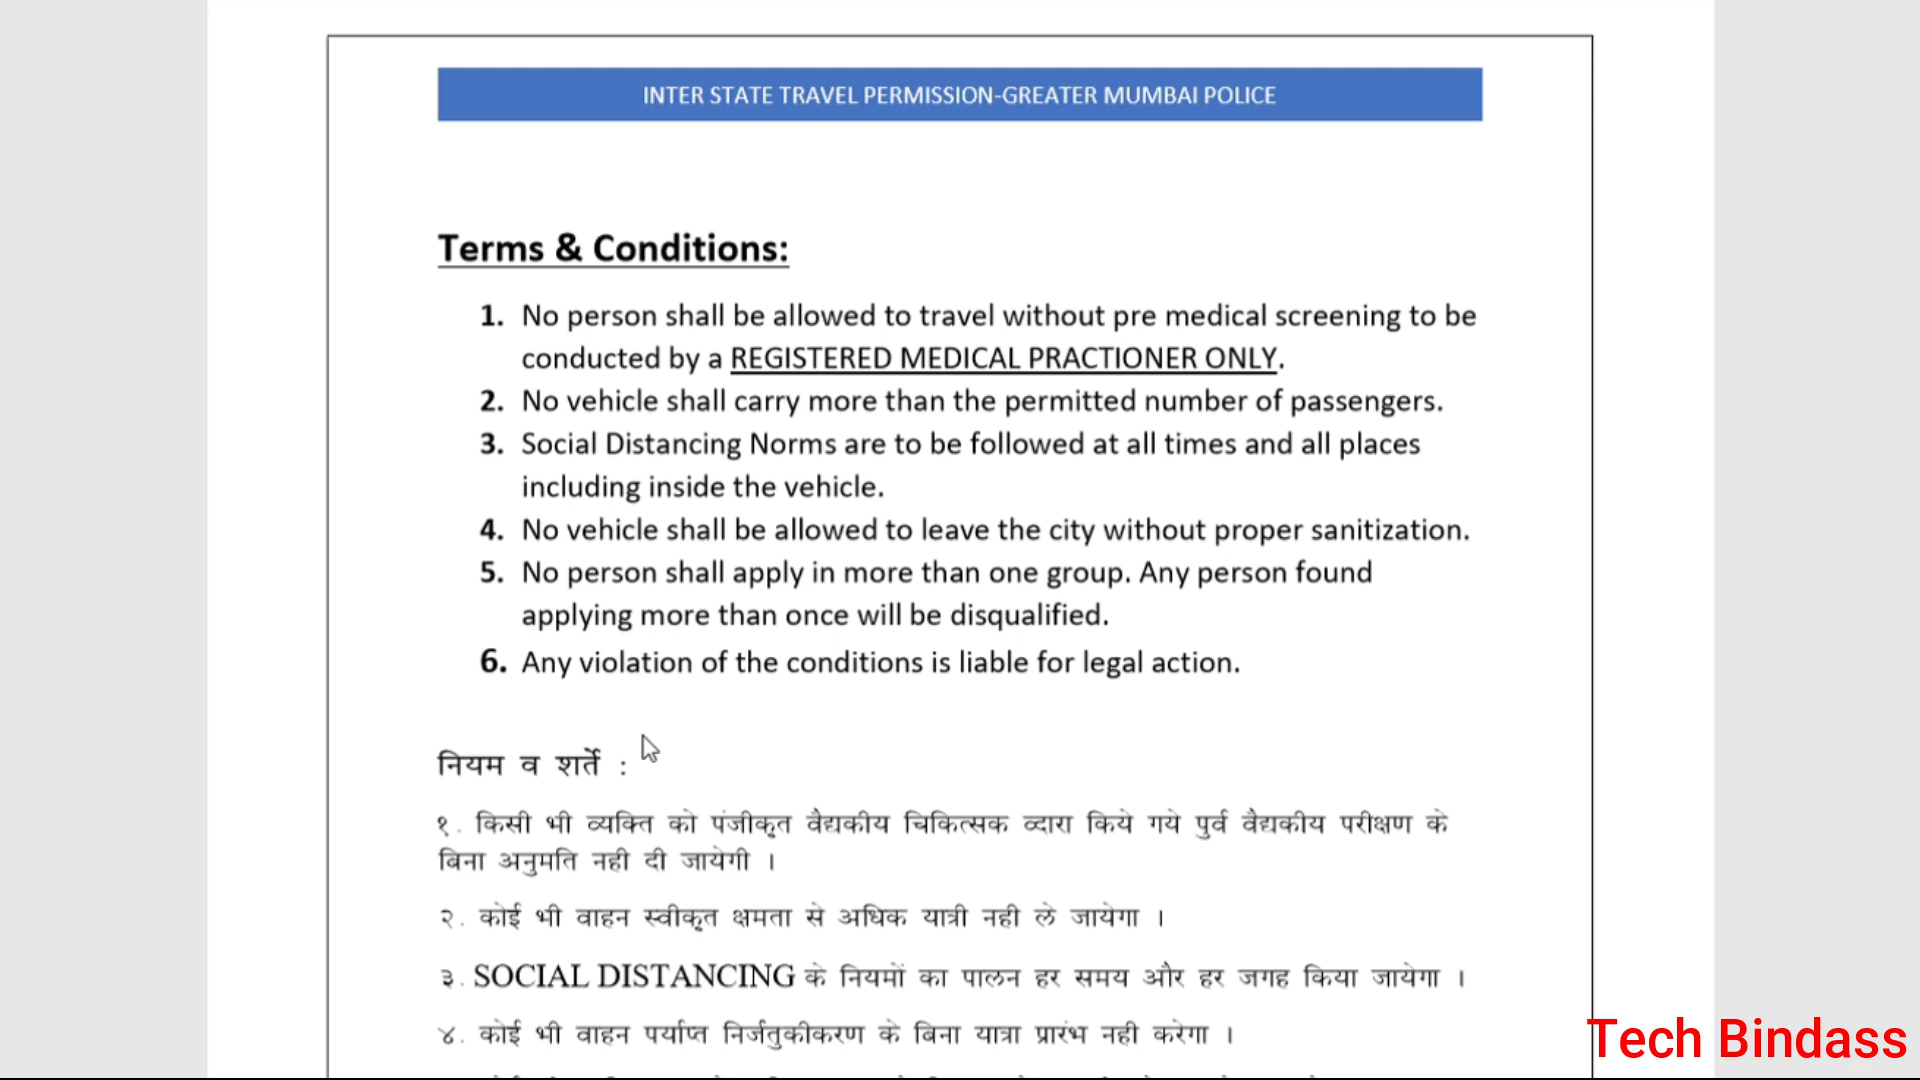 INTER STATE TRAVEL PERMISSION-GREATER MUMBAI POLICE
Terms & Conditions:
1. No person shall be allowed to travel without pre medical screening to be
conducted by a REGISTERED MEDICAL PRACTIONER ONLY.
2. No vehicle shall carry more than the permitted number of passengers.
3. Social Distancing Norms are to be followed at all times and all places
including inside the vehicle.
4. No vehicle shall be allowed to leave the city without proper sanitization.
5. No person shall apply in more than one group. Any person found
applying more than once will be disqualified.
6. Any violation of the conditions is liable for legal action.
नियम व शर्ते :
१. किसी भी व्यक्ति को पंजीकृत वैद्यकीय चिकित्सक व्दारा किये गये पुर्व वैद्यकीय परीक्षण के
बिना अनुमति नही दी जायेगी ।
२. कोई भी वाहन स्वीकृत क्षमता से अधिक यात्री नही ले जायेगा ।
३. SOCIAL DISTANCING के नियमों का पालन हर समय और हर जगह किया जायेगा ।
४. कोई भी वाहन पर्याप्त निर्जतुकीकरण के बिना यात्रा प्रारंभ नही करेगा ।
Tech Bindass